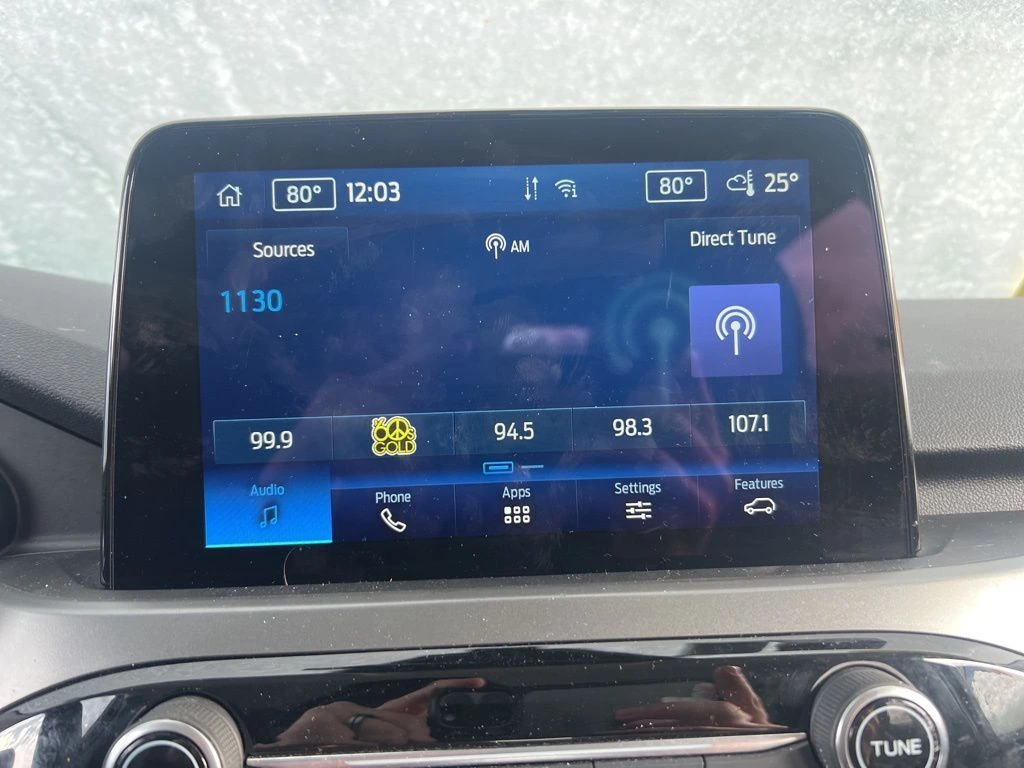 80° 12:03 80° 25°
Sources AM Direct Tune
1130
99.9 '60s GOLD 94.5 98.3 107.1
Audio Phone Apps Settings Features
TUNE